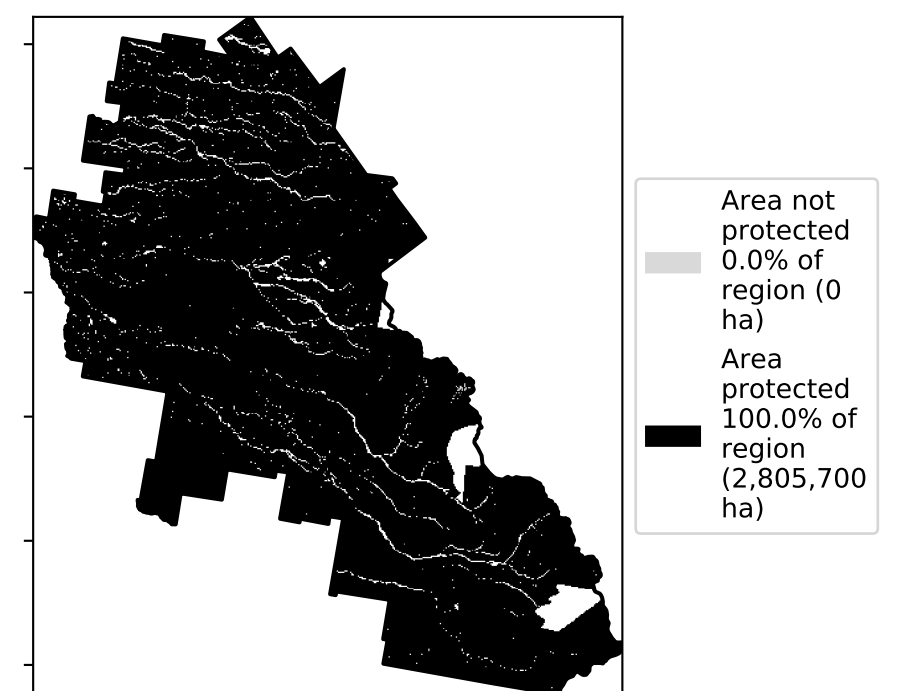 Area not
protected
0.0% of
region (0
ha)
Area
protected
100.0% of
region
(2,805,700
ha)